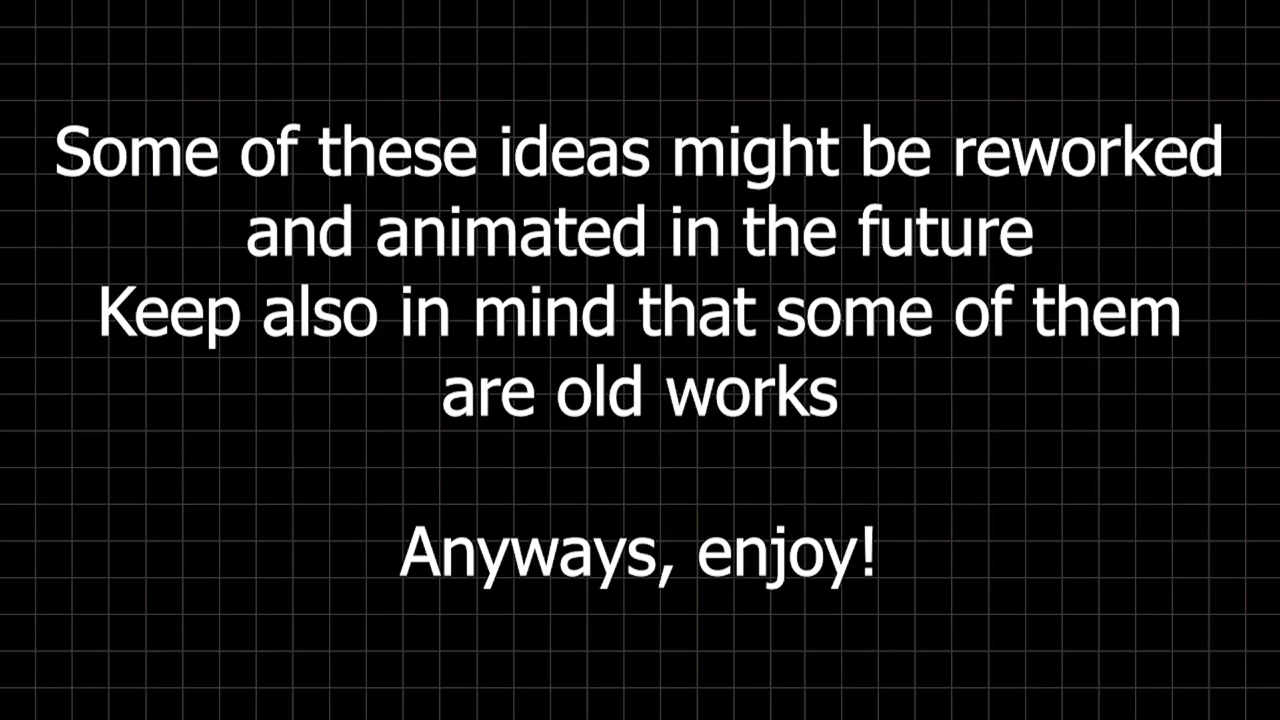 Some of these ideas might be reworked
and animated in the future
Keep also in mind that some of them
are old works
Anyways, enjoy!